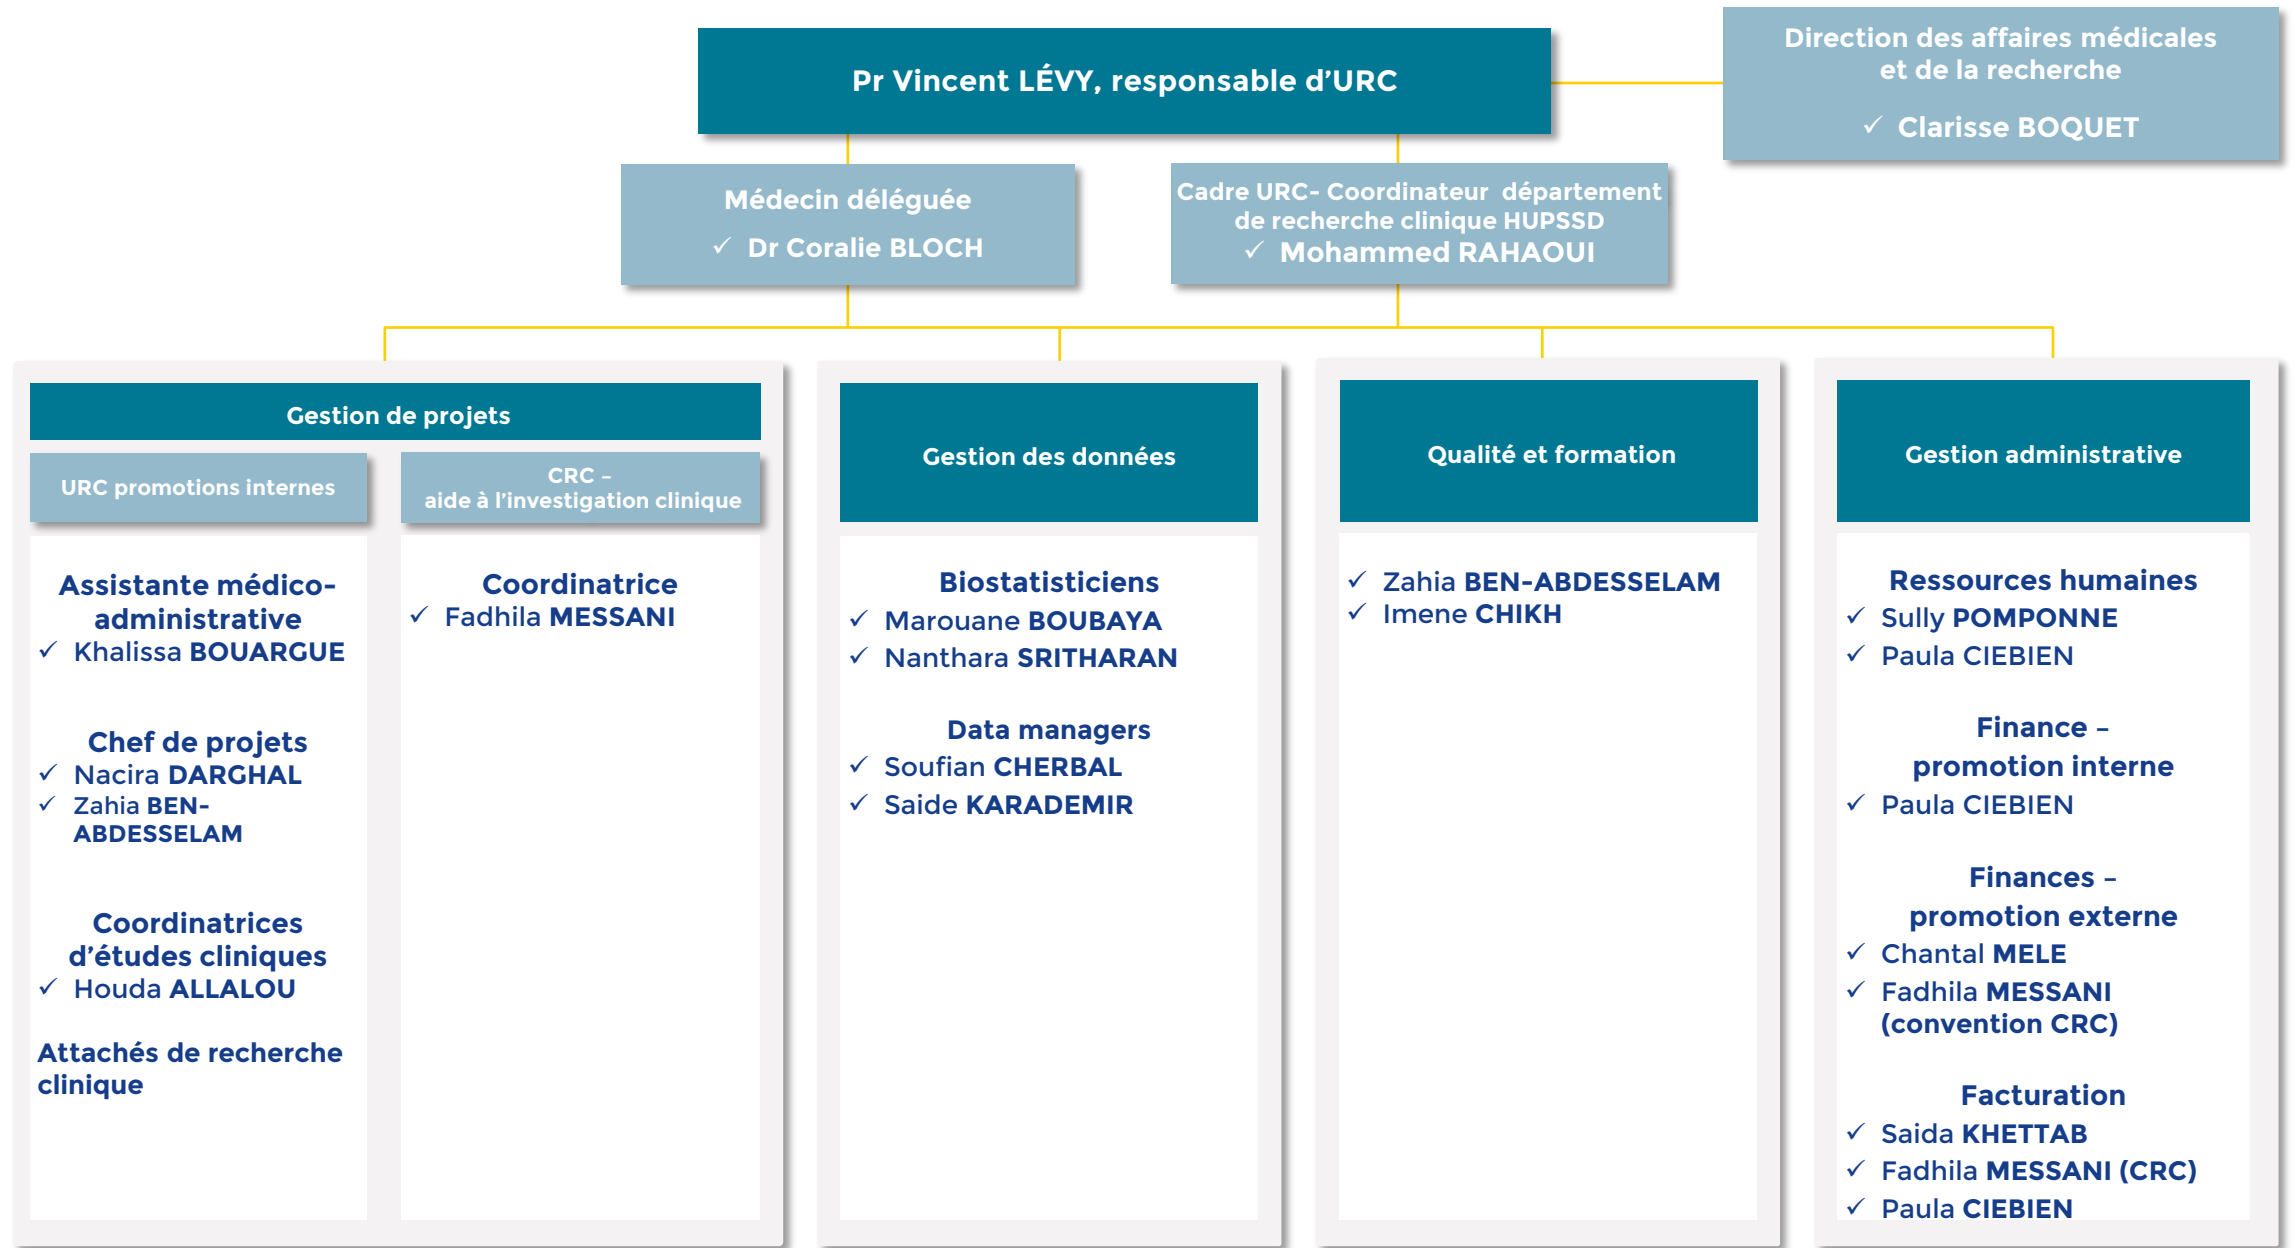 Pr Vincent LÉVY, responsable d’URC
Direction des affaires médicales
et de la recherche
✓ Clarisse BOQUET
Médecin déléguée
✓ Dr Coralie BLOCH
Cadre URC- Coordinateur département
de recherche clinique HUPSSD
✓ Mohammed RAHAOUI
Gestion de projets
URC promotions internes
Assistante médico-
administrative
✓ Khalissa BOUARGUE
Chef de projets
✓ Nacira DARGHAL
✓ Zahia BEN-
ABDESSELAM
Coordinatrices
d’études cliniques
✓ Houda ALLALOU
Attachés de recherche
clinique
CRC –
aide à l’investigation clinique
Coordinatrice
✓ Fadhila MESSANI
Gestion des données
Biostatisticiens
✓ Marouane BOUBAYA
✓ Nanthara SRITHARAN
Data managers
✓ Soufian CHERBAL
✓ Saide KARADEMIR
Qualité et formation
✓ Zahia BEN-ABDESSELAM
✓ Imene CHIKH
Gestion administrative
Ressources humaines
✓ Sully POMPONNE
✓ Paula CIEBIEN
Finance –
promotion interne
✓ Paula CIEBIEN
Finances –
promotion externe
✓ Chantal MELE
✓ Fadhila MESSANI
(convention CRC)
Facturation
✓ Saida KHETTAB
✓ Fadhila MESSANI (CRC)
✓ Paula CIEBIEN